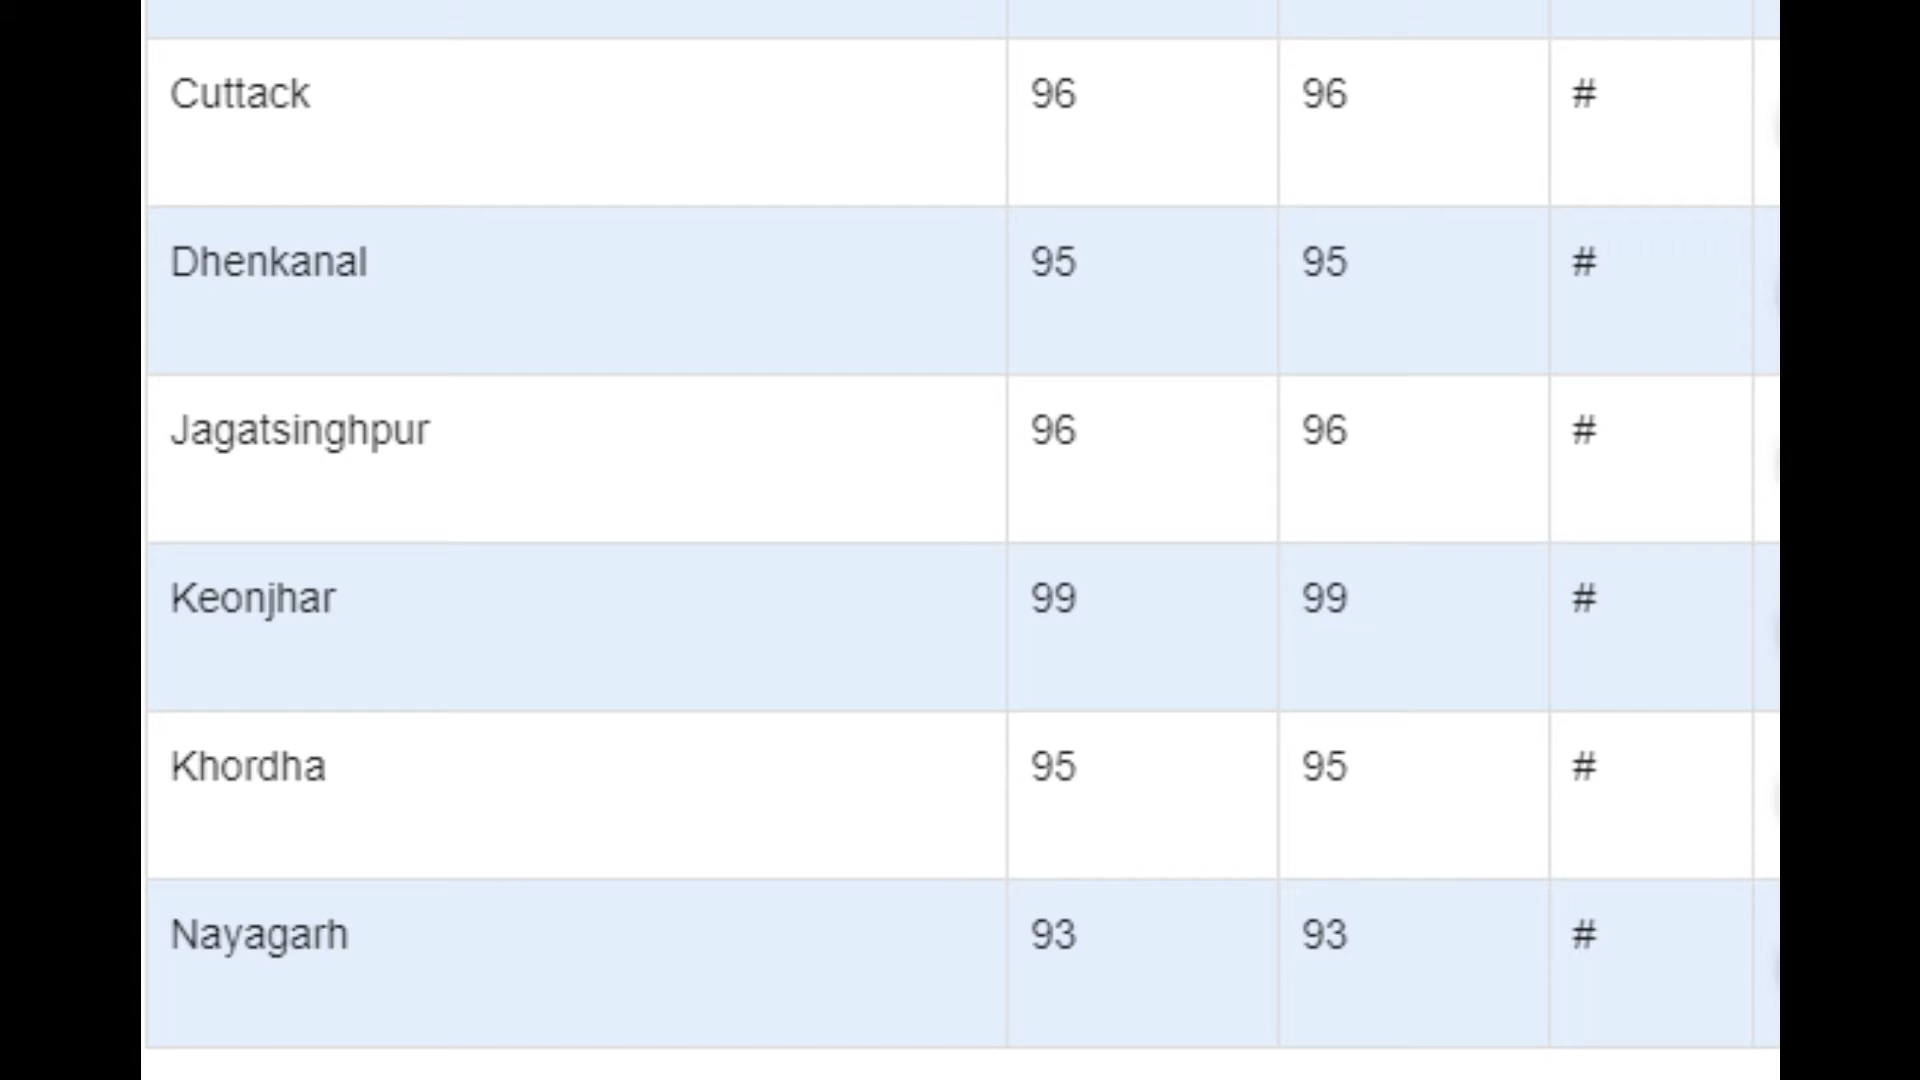 Cuttack 96 96 #
Dhenkanal 95 95 #
Jagatsinghpur 96 96 #
Keonjhar 99 99 #
Khordha 95 95 #
Nayagarh 93 93 #